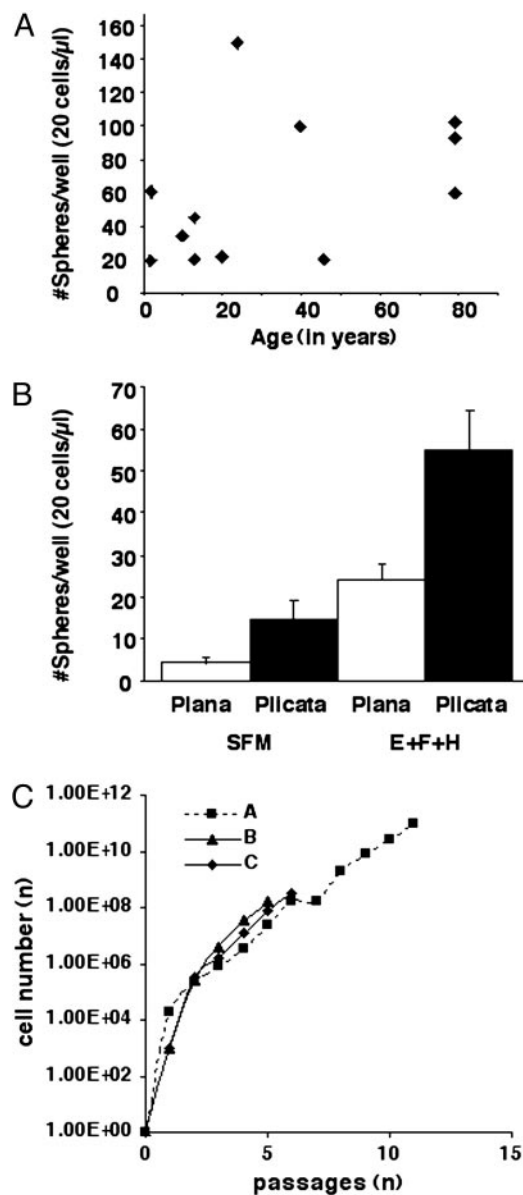 A
#Spheres/well (20 cells/µl)
160
140
120
100
80
60
40
20
0
0 20 40 60 80
Age (in years)
B
#Spheres/well (20 cells/µl)
70
60
50
40
30
20
10
0
Plana Plicata Plana Plicata
SFM E+F+H
C
cell number (n)
1.00E+12
1.00E+10
1.00E+08
1.00E+06
1.00E+04
1.00E+02
1.00E+00
A
B
C
0 5 10 15
passages (n)